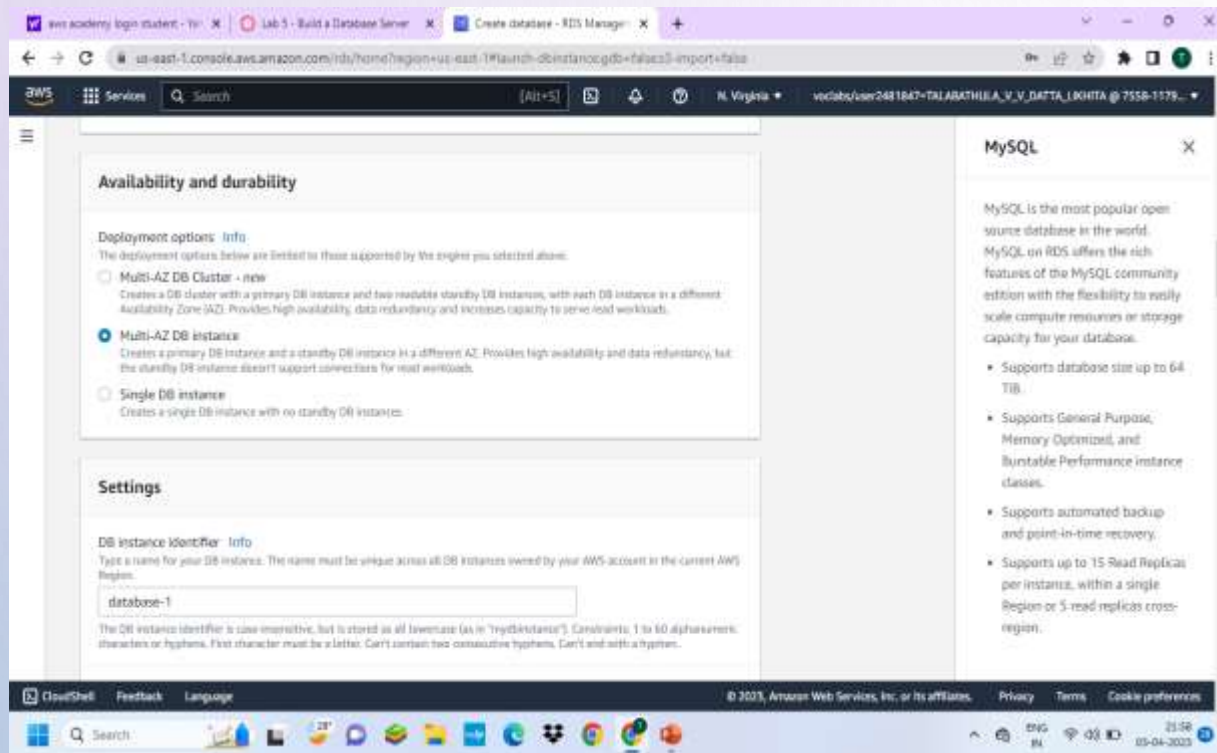 aws academy login student - Yo
Lab 5 - Build a Database Server
Create database - RDS Manager
us-east-1.console.aws.amazon.com/rds/home?region=us-east-1#launch-dbinstance:gdb=false;s3-import=false
aws
Services
Search
[Alt+S]
N. Virginia
voclabs/user2481847=TALABATHULA_V_V_DATTA_LIKHITA @ 7558-1179...
Availability and durability
Deployment options Info
The deployment options below are limited to those supported by the engine you selected above.
Multi-AZ DB Cluster - new
Creates a DB cluster with a primary DB instance and two readable standby DB instances, with each DB instance in a different
Availability Zone (AZ). Provides high availability, data redundancy and increases capacity to serve read workloads.
Multi-AZ DB instance
Creates a primary DB instance and a standby DB instance in a different AZ. Provides high availability and data redundancy, but
the standby DB instance doesn't support connections for read workloads.
Single DB instance
Creates a single DB instance with no standby DB instances.
Settings
DB instance identifier Info
Type a name for your DB instance. The name must be unique across all DB instances owned by your AWS account in the current AWS
Region.
database-1
The DB instance identifier is case-insensitive, but is stored as all lowercase (as in "mydbinstance"). Constraints: 1 to 60 alphanumeric
characters or hyphens. First character must be a letter. Can't contain two consecutive hyphens. Can't end with a hyphen.
MySQL
MySQL is the most popular open
source database in the world.
MySQL on RDS offers the rich
features of the MySQL community
edition with the flexibility to easily
scale compute resources or storage
capacity for your database.
• Supports database size up to 64
TiB.
• Supports General Purpose,
Memory Optimized, and
Burstable Performance instance
classes.
• Supports automated backup
and point-in-time recovery.
• Supports up to 15 Read Replicas
per instance, within a single
Region or 5 read replicas cross-
region.
CloudShell Feedback Language
© 2023, Amazon Web Services, Inc. or its affiliates. Privacy Terms Cookie preferences
Search
28°
ENG
IN
21:58
03-04-2023